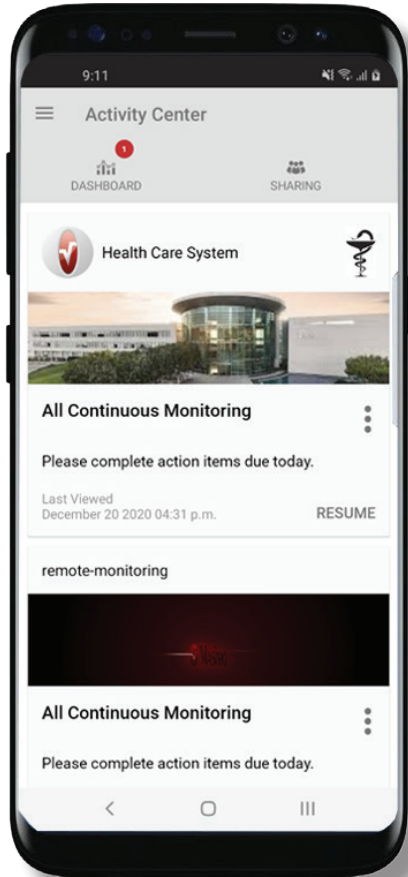 9:11
Activity Center
1
DASHBOARD
SHARING
Health Care System
All Continuous Monitoring
Please complete action items due today.
Last Viewed
December 20 2020 04:31 p.m.
RESUME
remote-monitoring
All Continuous Monitoring
Please complete action items due today.